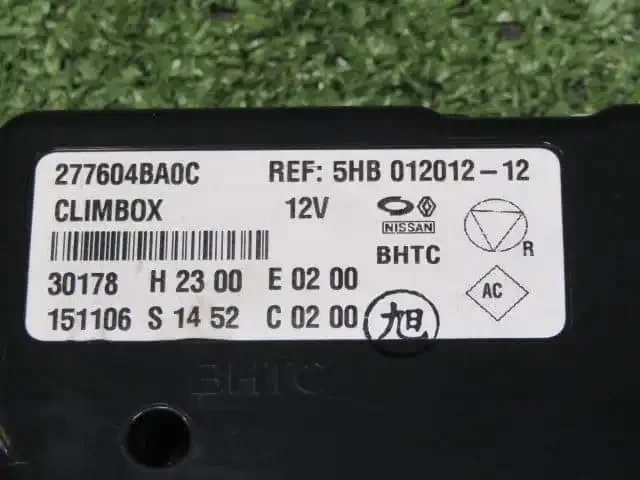 277604BA0C REF: 5HB 012012-12
CLIMBOX 12V
NISSAN
BHTC
R
30178 H 23 00 E 02 00
AC
151106 S 14 52 C 02 00
旭
BHTC